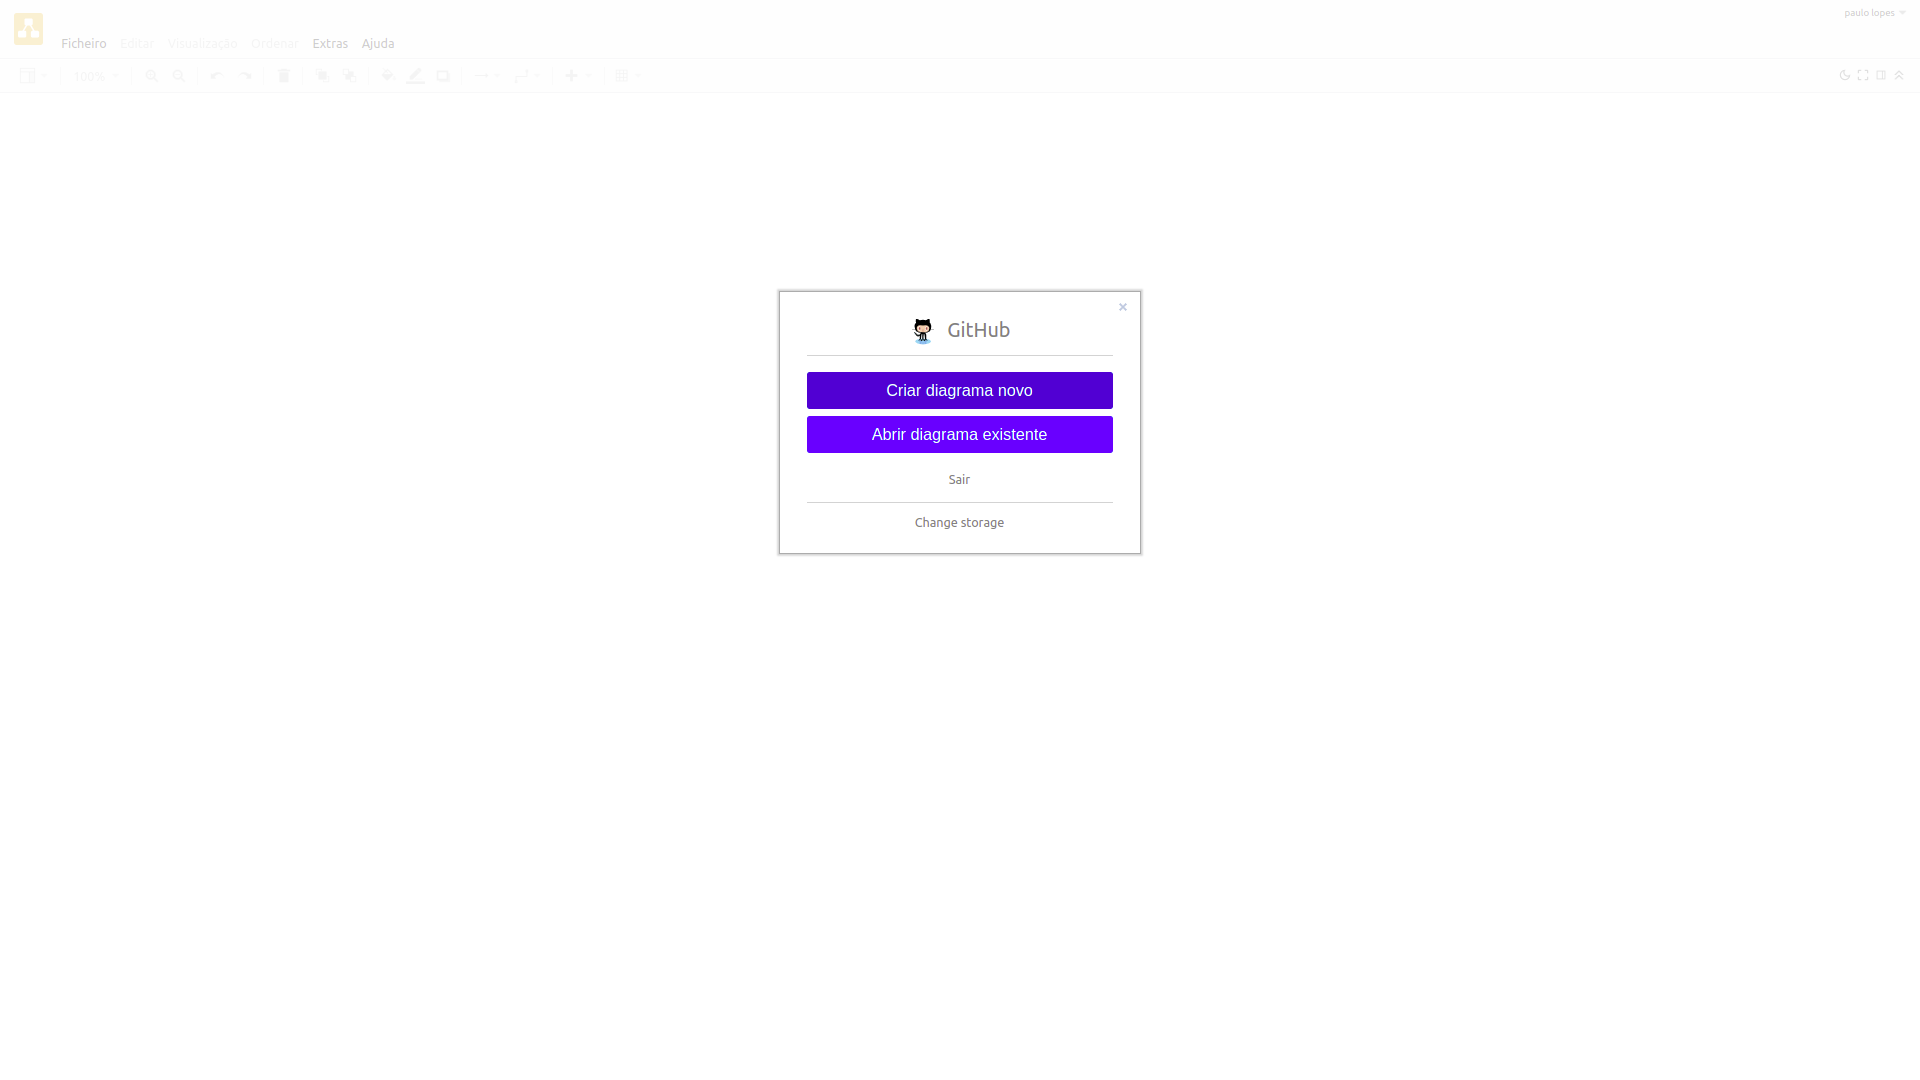 paulo lopes
Ficheiro Editar Visualização Ordenar Extras Ajuda
100%
GitHub
Criar diagrama novo
Abrir diagrama existente
Sair
Change storage